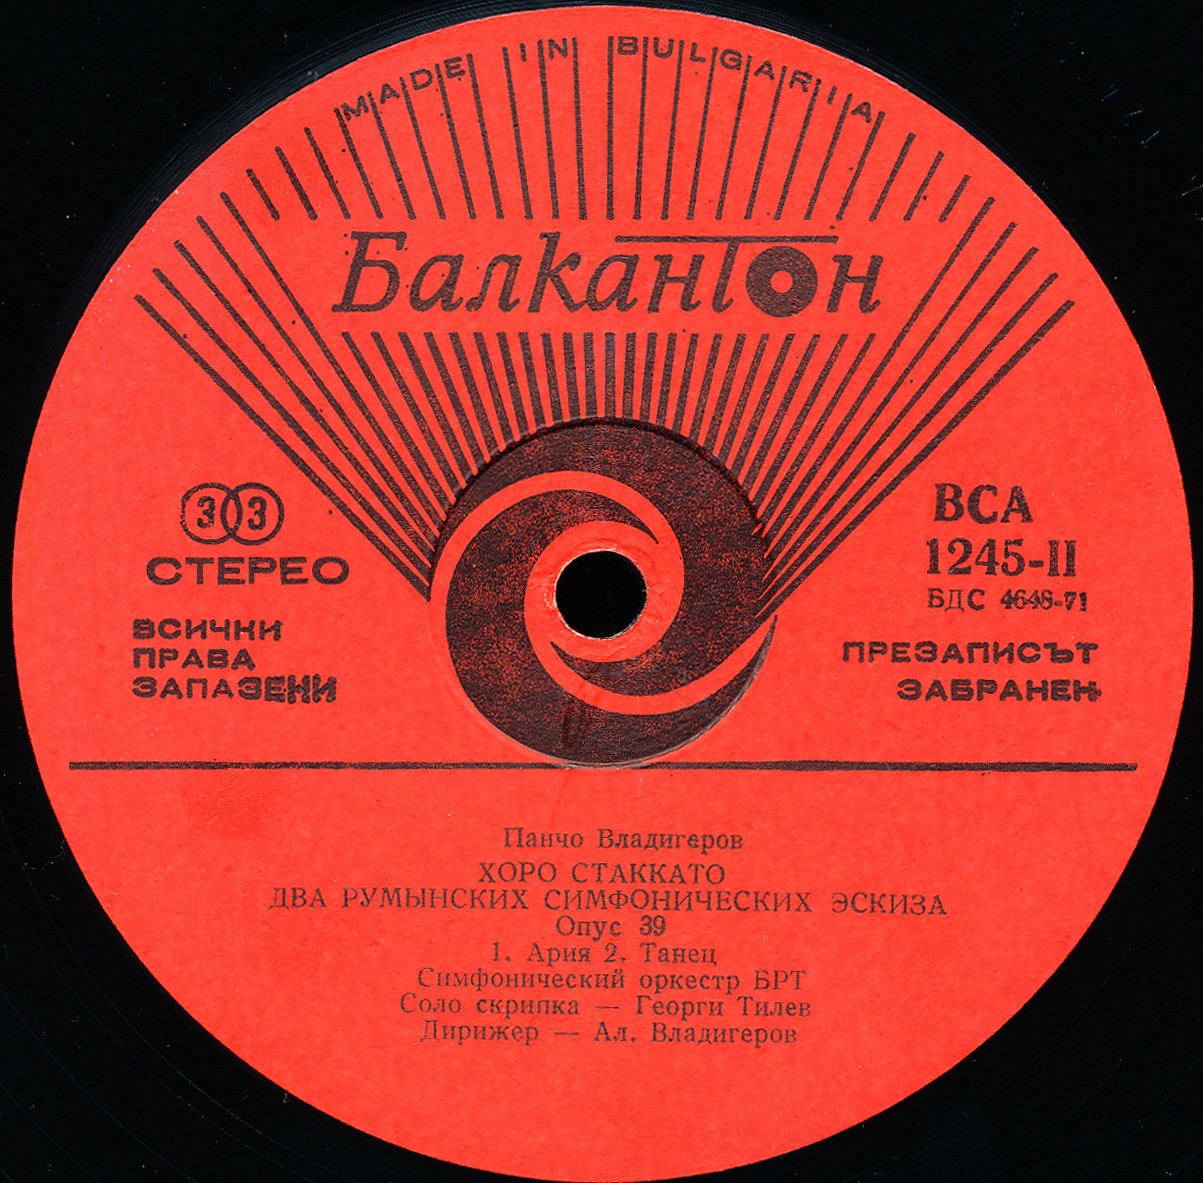 MADE IN BULGARIA
Балкантон
33
СТЕРЕО
ВСИЧКИ
ПРАВА
ЗАПАЗЕНИ
ВСА
1245-II
БДС 4648-71
ПРЕЗАПИСЪТ
ЗАБРАНЕН
Панчо Владигеров
ХОРО СТАККАТО
ДВА РУМЫНСКИХ СИМФОНИЧЕСКИХ ЭСКИЗА
Опус 39
1. Ария 2. Танец
Симфонический оркестр БРТ
Соло скрипка — Георги Тилев
Дирижер — Ал. Владигеров